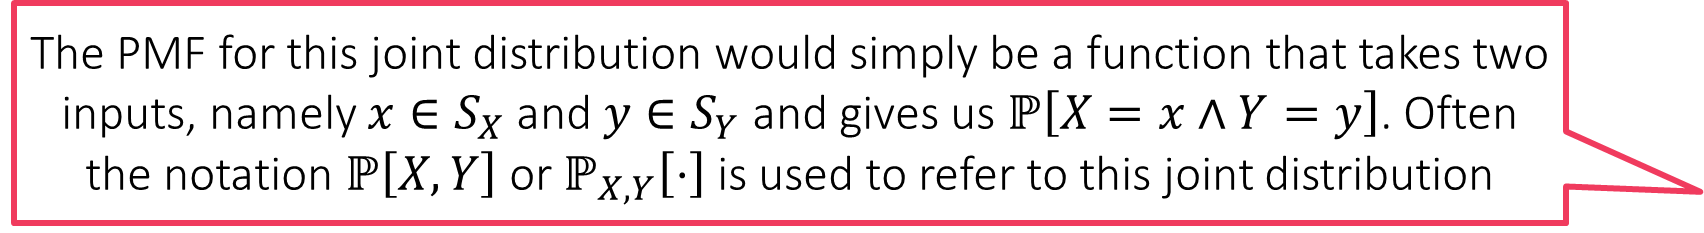 The PMF for this joint distribution would simply be a function that takes two
inputs, namely 𝑥 ∈ 𝑆_𝑋 and 𝑦 ∈ 𝑆_𝑌 and gives us ℙ[𝑋 = 𝑥 ∧ 𝑌 = 𝑦]. Often
the notation ℙ[𝑋, 𝑌] or ℙ_{𝑋,𝑌}[·] is used to refer to this joint distribution